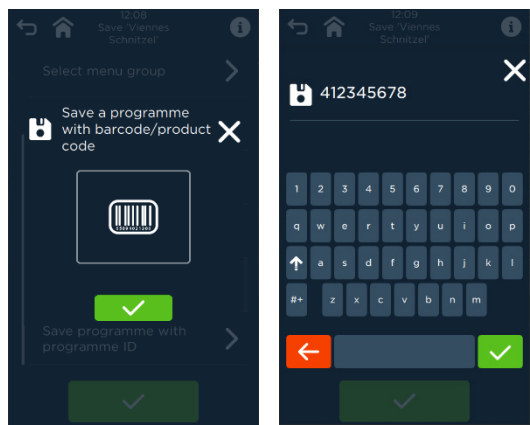 12:08
Save 'Viennes
Schnitzel'
Select menu group
Save a programme
with barcode/product
code
Save programme with
programme ID
12:09
Save 'Viennes
Schnitzel'
412345678
1 2 3 4 5 6 7 8 9 0
q w e r t y u i o p
a s d f g h j k l
#+ z x c v b n m